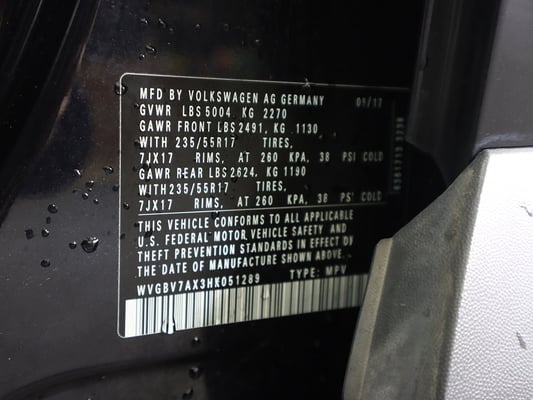 MFD BY VOLKSWAGEN AG GERMANY 09/17
GVWR LBS 5004 KG 2270
GAWR FRONT LBS 2491, KG 1130
WITH 235/55R17 TIRES,
7JX17 RIMS, AT 260 KPA, 38 PSI COLD
GAWR REAR LBS 2624, KG 1190
WITH 235/55R17 TIRES,
7JX17 RIMS, AT 260 KPA, 38 PSI COLD
THIS VEHICLE CONFORMS TO ALL APPLICABLE
U.S. FEDERAL MOTOR VEHICLE SAFETY AND
THEFT PREVENTION STANDARDS IN EFFECT ON
THE DATE OF MANUFACTURE SHOWN ABOVE.
WVGBV7AX3HK051289 TYPE: MPV